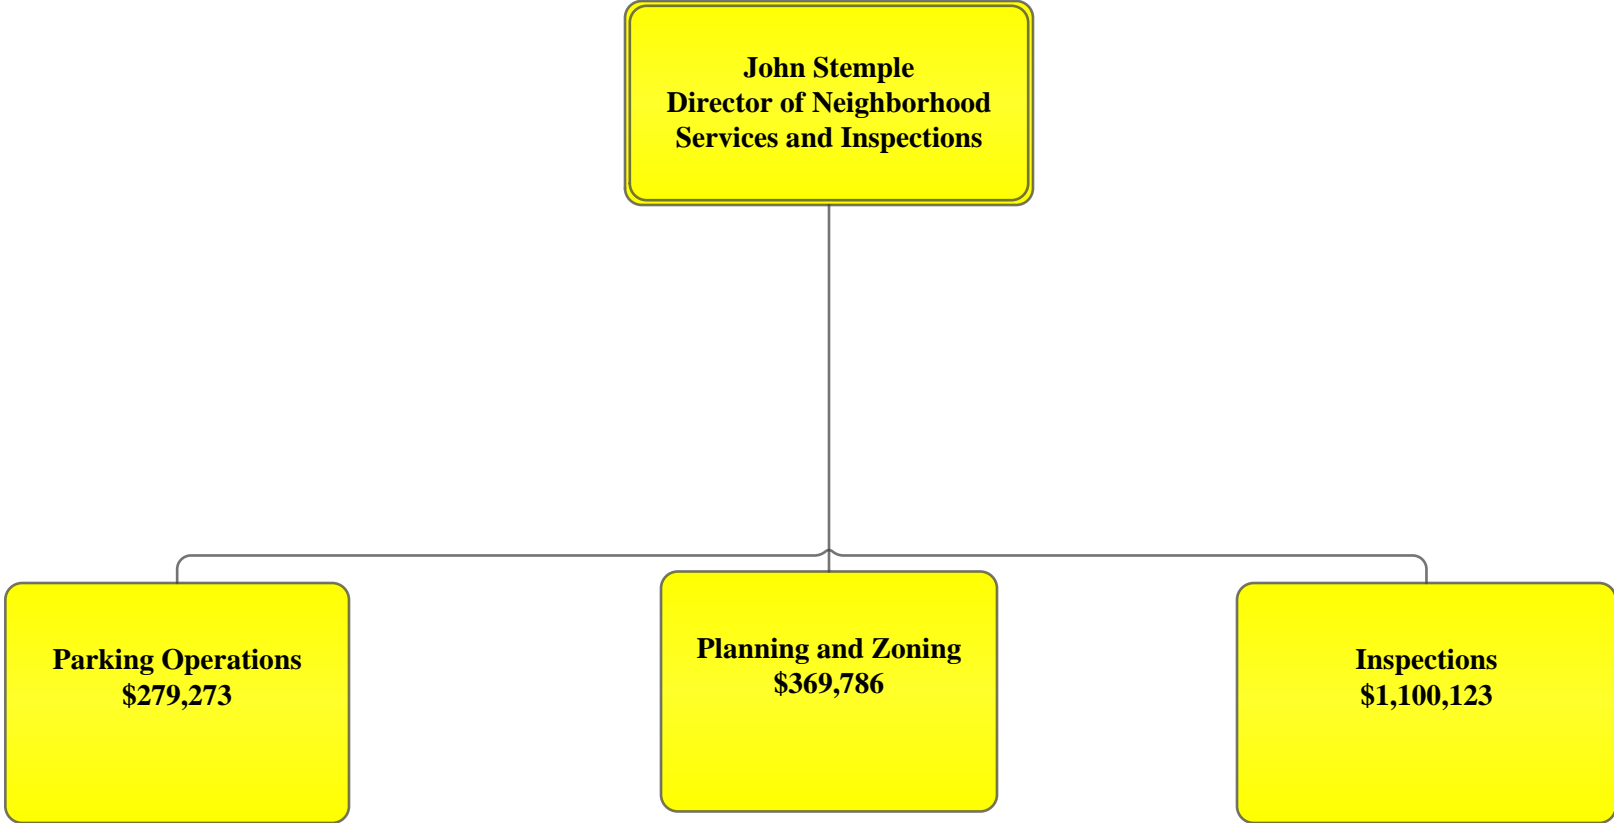 John Stemple
Director of Neighborhood
Services and Inspections
Parking Operations
$279,273
Planning and Zoning
$369,786
Inspections
$1,100,123